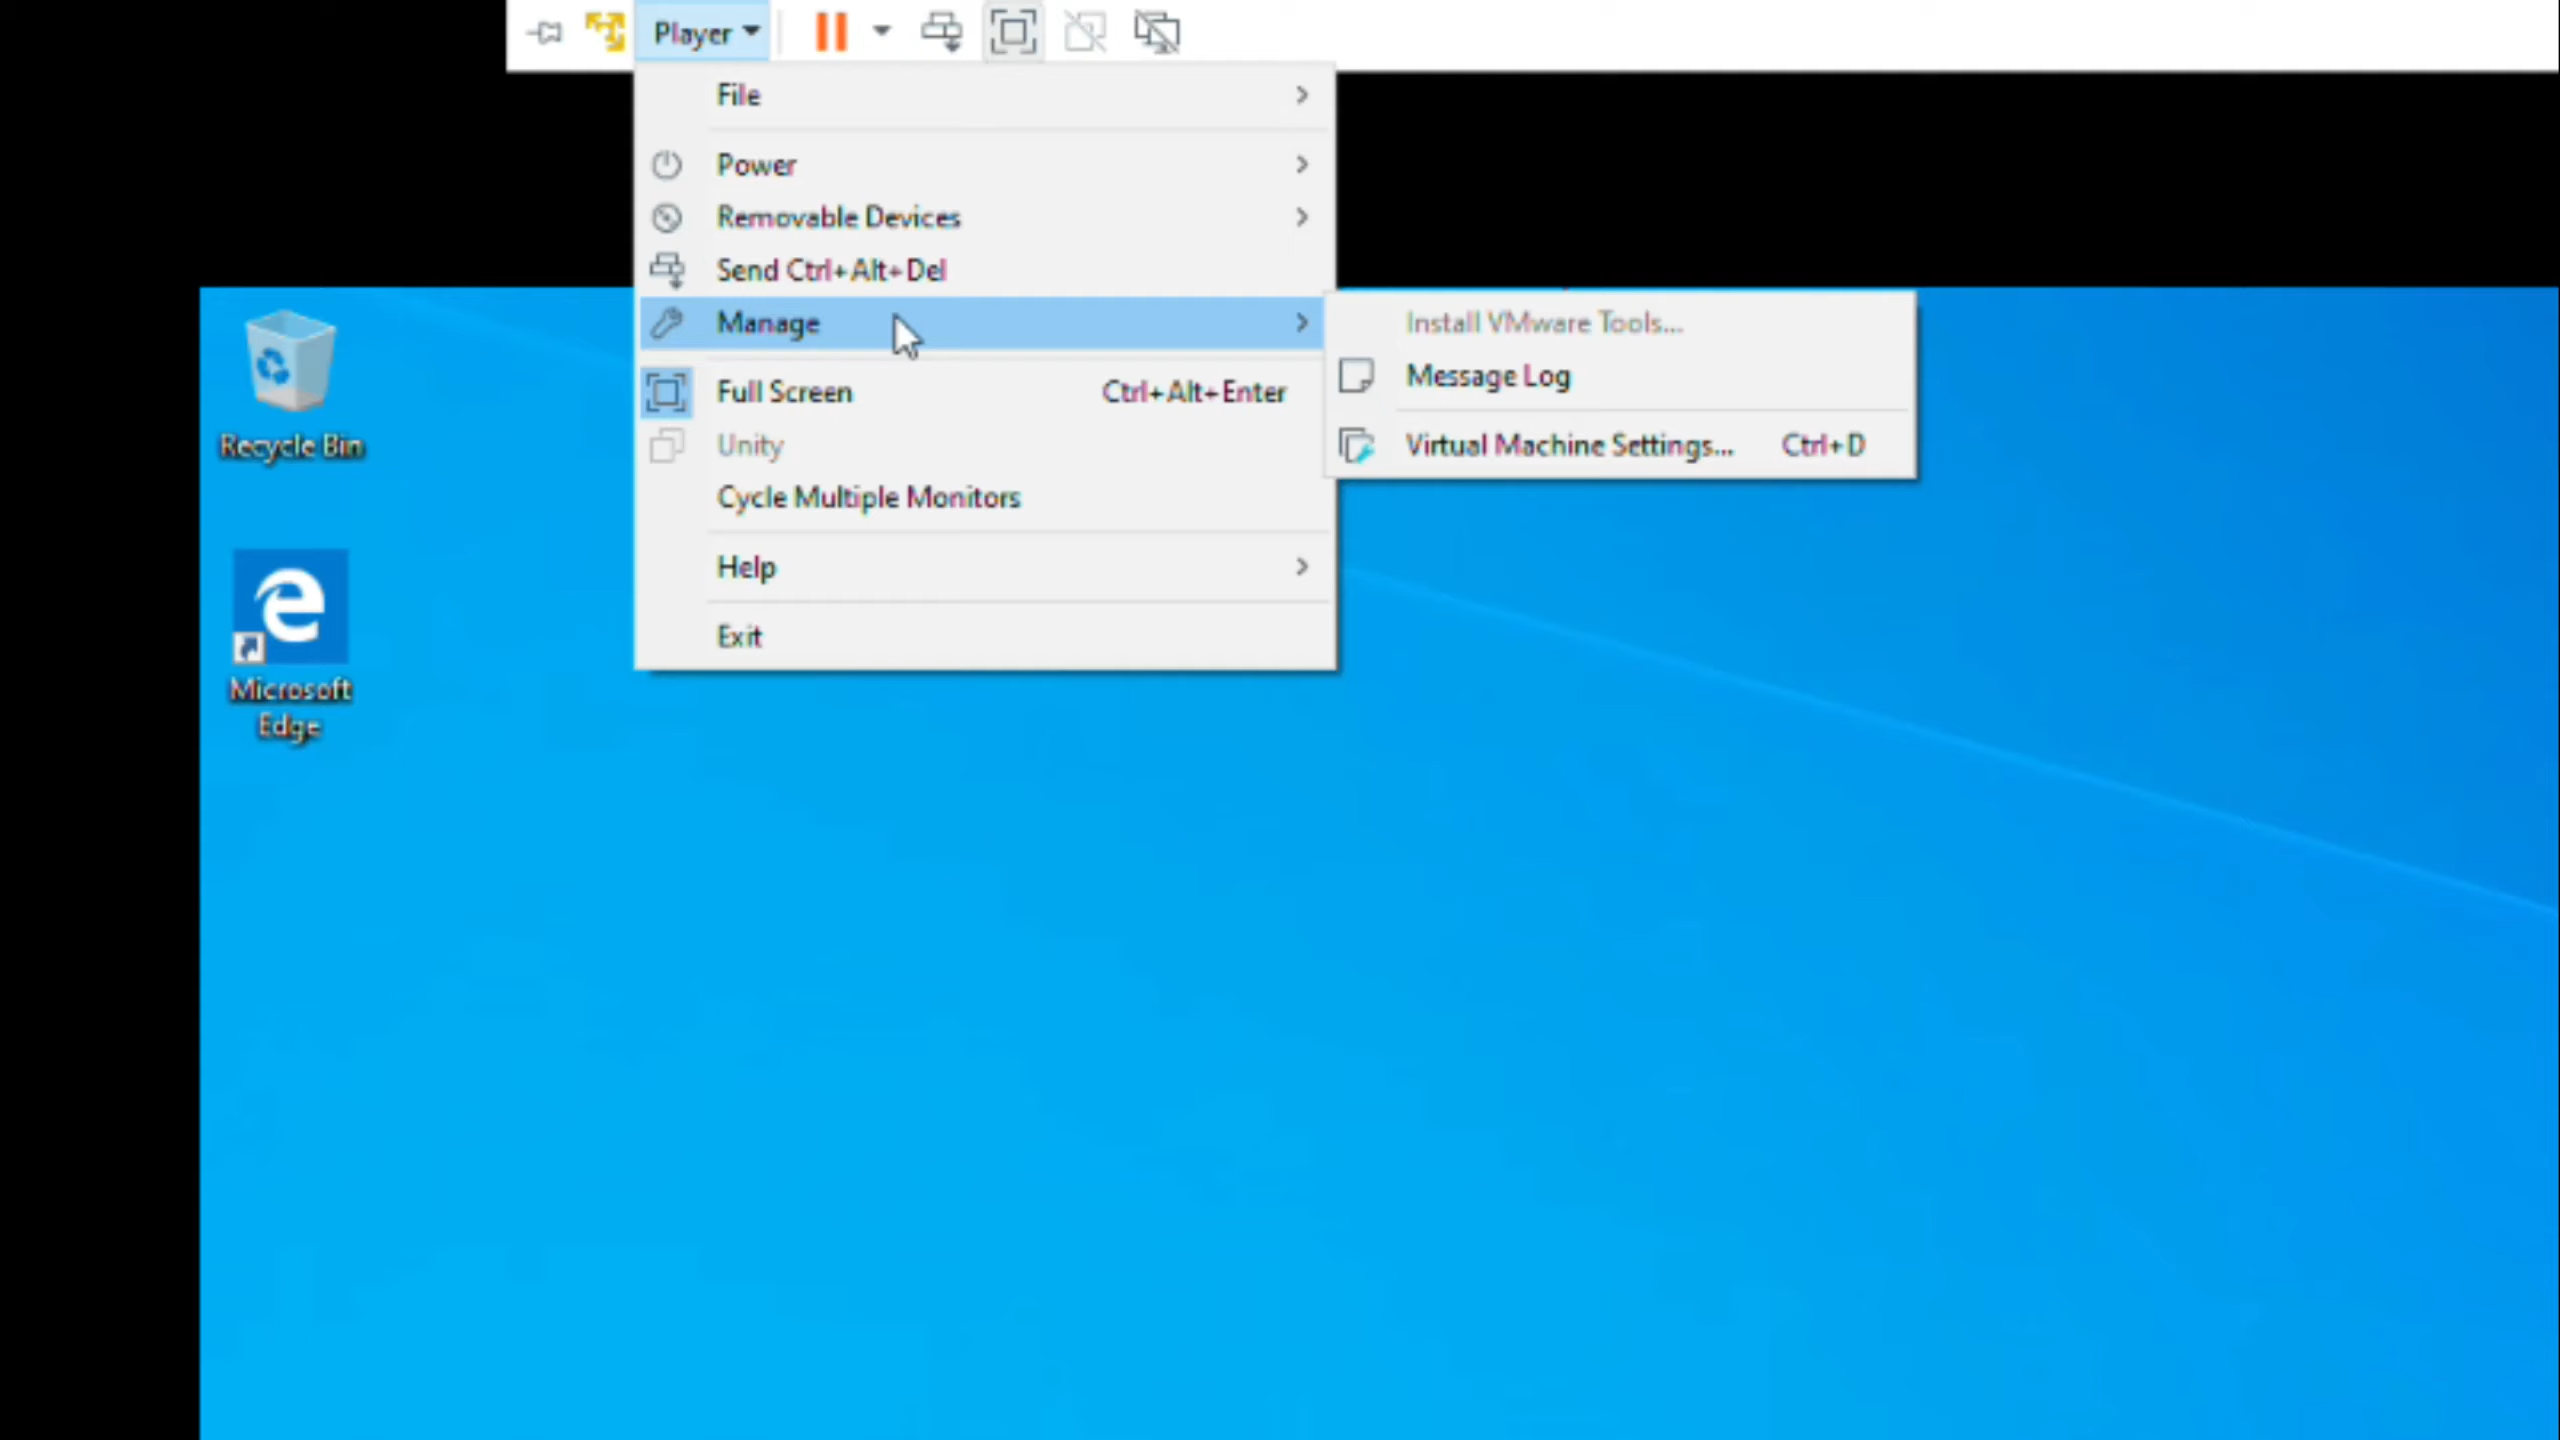 Player
File
Power
Removable Devices
Send Ctrl+Alt+Del
Manage
Install VMware Tools...
Message Log
Full Screen Ctrl+Alt+Enter
Virtual Machine Settings... Ctrl+D
Unity
Cycle Multiple Monitors
Help
Exit
Recycle Bin
Microsoft
Edge